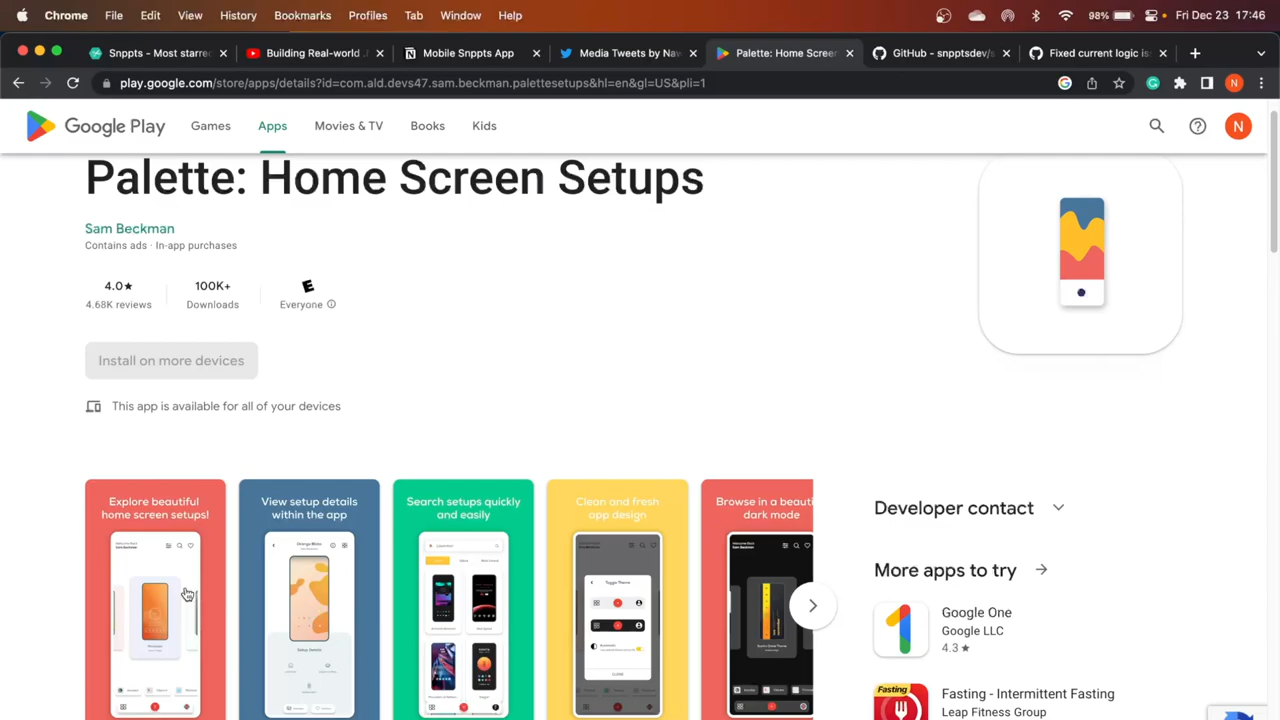 Chrome File Edit View History Bookmarks Profiles Tab Window Help 98% Fri Dec 23 17:46
Snppts - Most starre Building Real-world J Mobile Snppts App Media Tweets by Naw Palette: Home Screen GitHub - snpptsdev/s Fixed current logic is
play.google.com/store/apps/details?id=com.ald.devs47.sam.beckman.palettesetups&hl=en&gl=US&pli=1 N
Google Play Games Apps Movies & TV Books Kids N
Palette: Home Screen Setups
Sam Beckman
Contains ads · In-app purchases
4.0★ 100K+ E
4.68K reviews Downloads Everyone
Install on more devices
This app is available for all of your devices
Explore beautiful
home screen setups!
View setup details
within the app
Search setups quickly
and easily
Clean and fresh
app design
Browse in a beauti
dark mode
Toggle Theme
CLOSE
Developer contact
More apps to try
Google One
Google LLC
4.3 ★
Fasting
Fasting - Intermittent Fasting
Leap Fitness Group